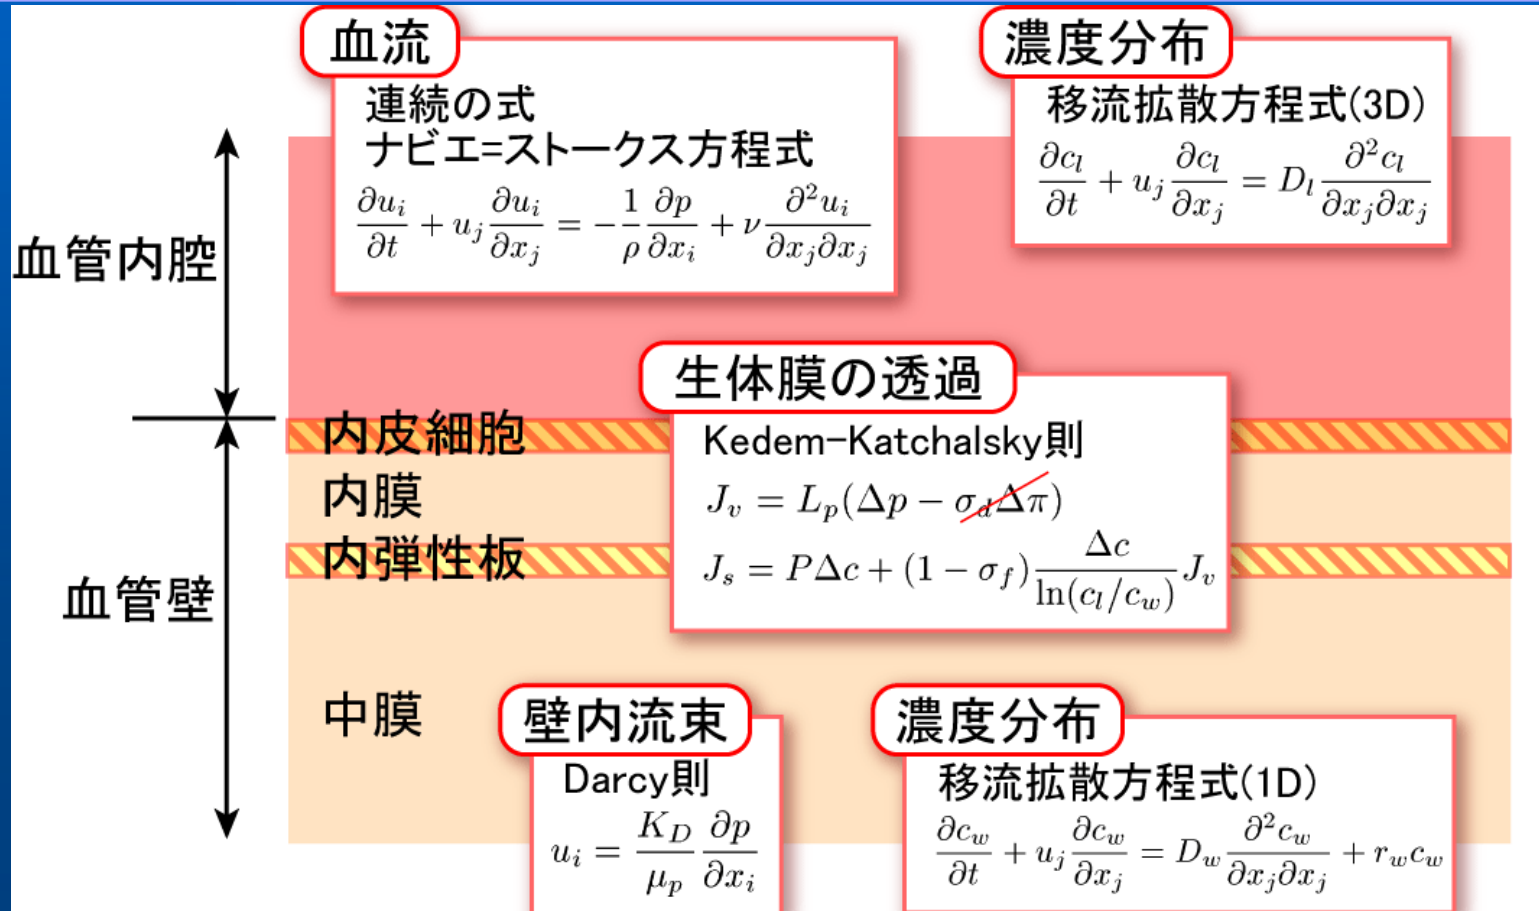 血流
連続の式
ナビエ=ストークス方程式
∂u_i/∂t + u_j ∂u_i/∂x_j = −(1/ρ) ∂p/∂x_i + ν ∂²u_i/∂x_j∂x_j
濃度分布
移流拡散方程式(3D)
∂c_l/∂t + u_j ∂c_l/∂x_j = D_l ∂²c_l/∂x_j∂x_j
血管内腔
生体膜の透過
Kedem-Katchalsky則
J_v = L_p(Δp − σ_dΔπ)
J_s = PΔc + (1 − σ_f) Δc/ln(c_l/c_w) J_v
内皮細胞
内膜
内弾性板
血管壁
中膜
壁内流束
Darcy則
u_i = K_D/μ_p ∂p/∂x_i
濃度分布
移流拡散方程式(1D)
∂c_w/∂t + u_j ∂c_w/∂x_j = D_w ∂²c_w/∂x_j∂x_j + r_w c_w